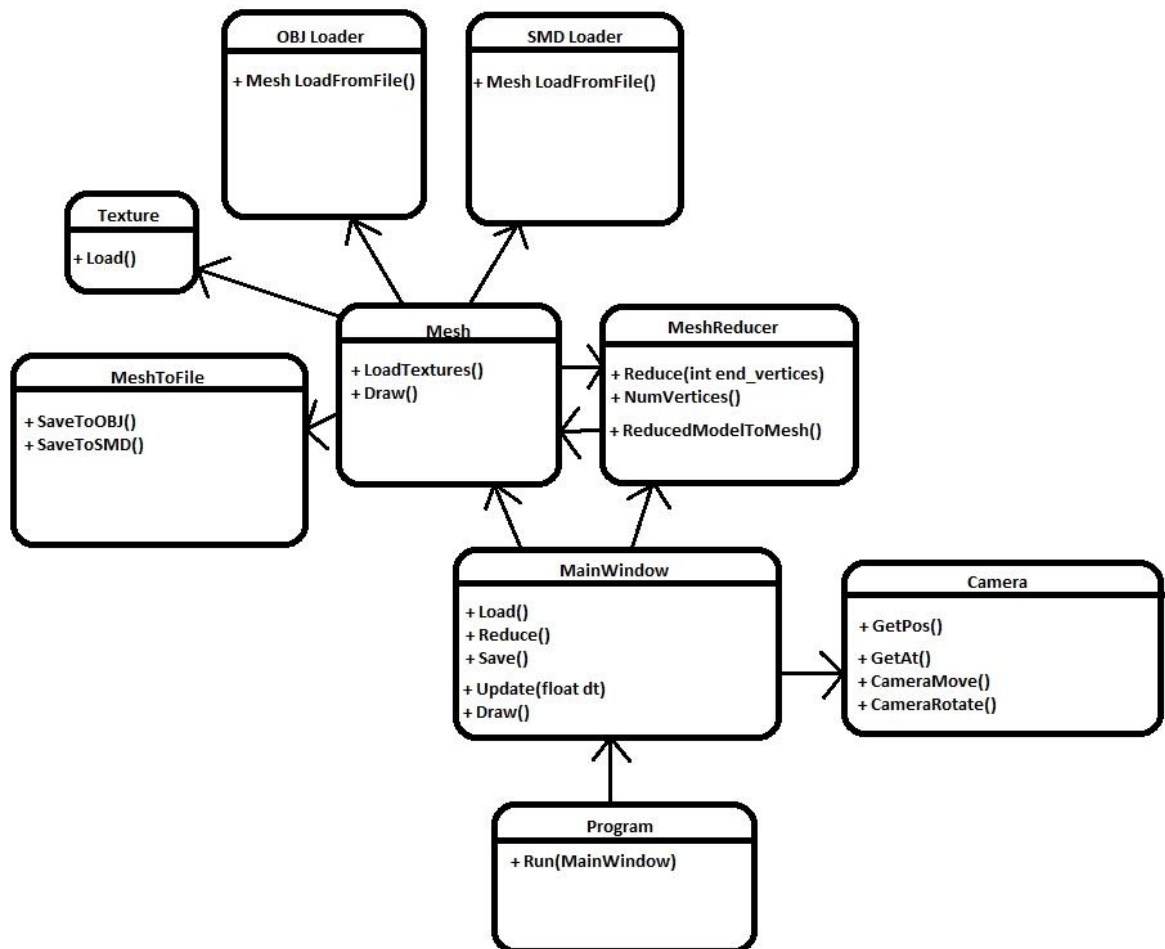 OBJ Loader
+ Mesh LoadFromFile()
SMD Loader
+ Mesh LoadFromFile()
Texture
+ Load()
Mesh
+ LoadTextures()
+ Draw()
MeshReducer
+ Reduce(int end_vertices)
+ NumVertices()
+ ReducedModelToMesh()
MeshToFile
+ SaveToOBJ()
+ SaveToSMD()
MainWindow
+ Load()
+ Reduce()
+ Save()
+ Update(float dt)
+ Draw()
Camera
+ GetPos()
+ GetAt()
+ CameraMove()
+ CameraRotate()
Program
+ Run(MainWindow)